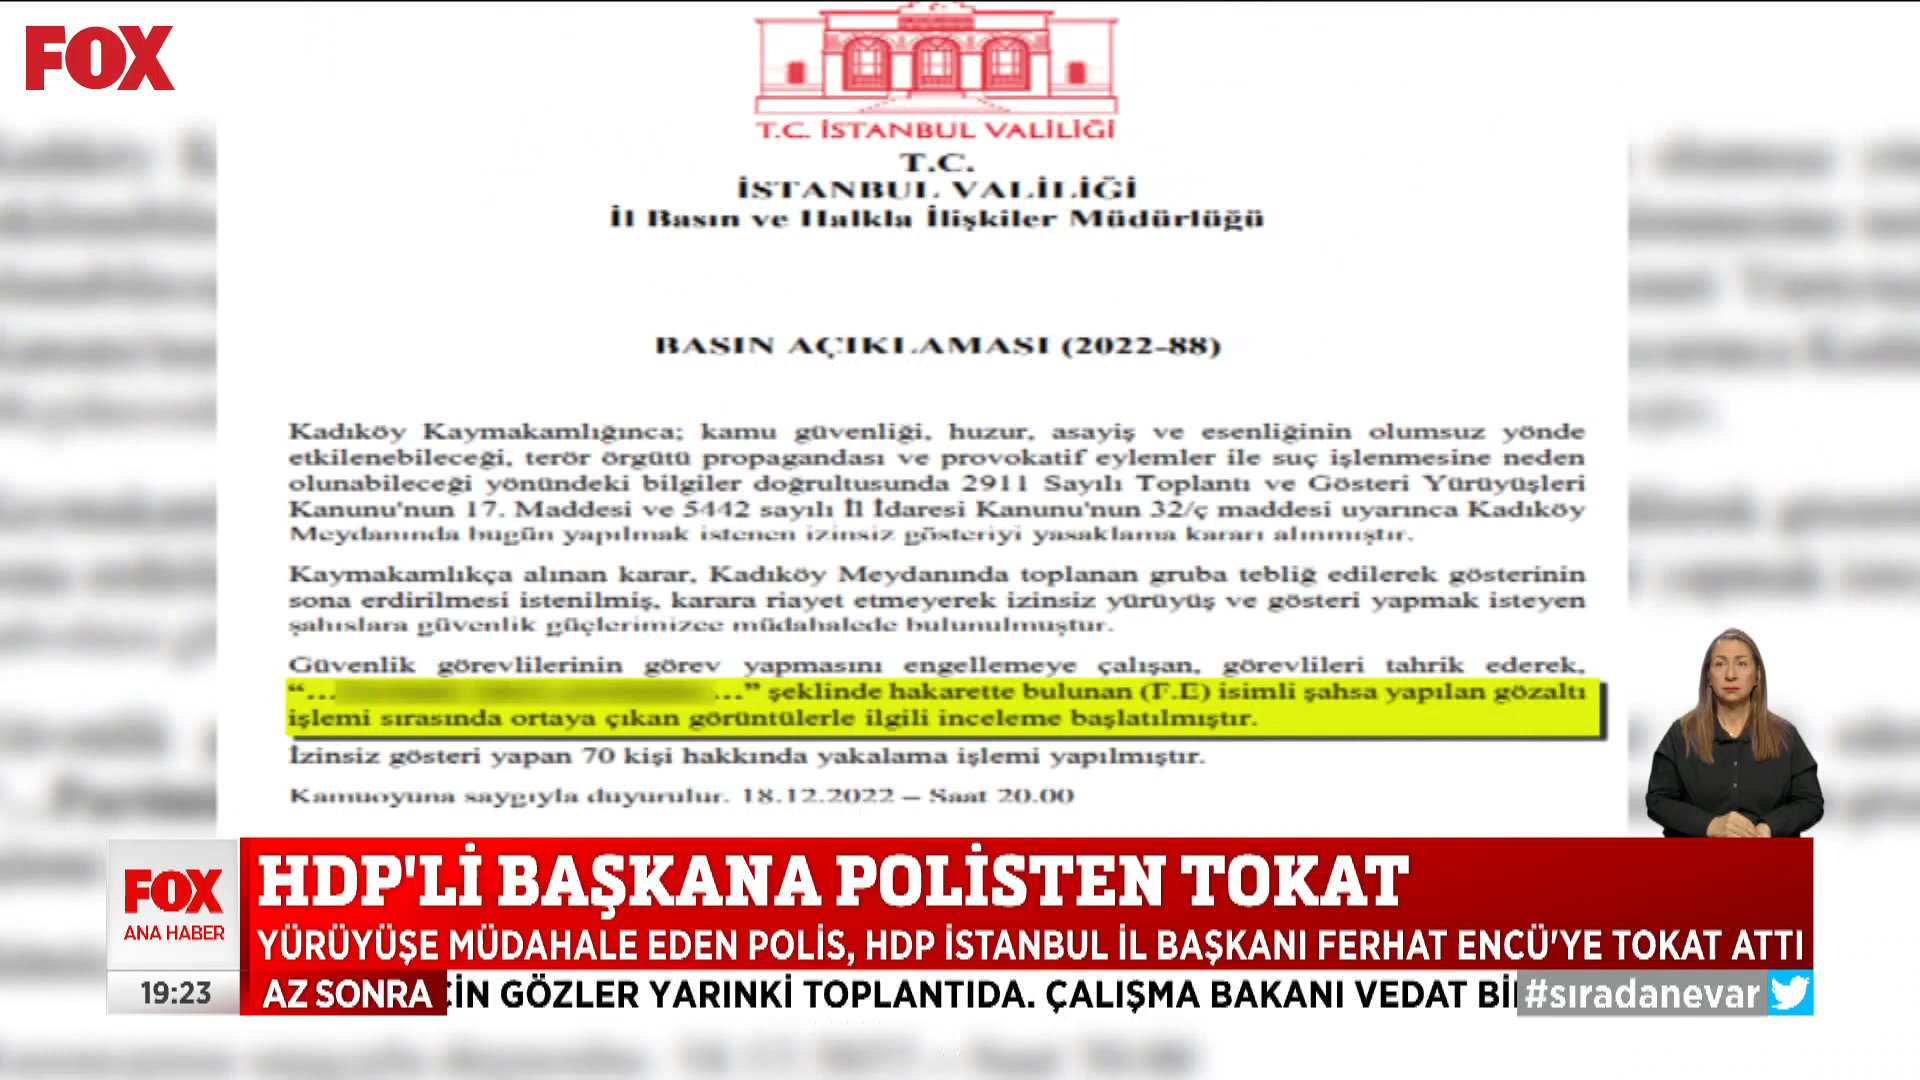 FOX
T.C. İSTANBUL VALİLİĞİ
T.C.
İSTANBUL VALİLİĞİ
İl Basın ve Halkla İlişkiler Müdürlüğü
BASIN AÇIKLAMASI (2022-88)
Kadıköy Kaymakamlığınca; kamu güvenliği, huzur, asayiş ve esenliğinin olumsuz yönde
etkilenebileceği, terör örgütü propagandası ve provokatif eylemler ile suç işlenmesine neden
olunabileceği yönündeki bilgiler doğrultusunda 2911 Sayılı Toplantı ve Gösteri Yürüyüşleri
Kanunu'nun 17. Maddesi ve 5442 sayılı İl İdaresi Kanunu'nun 32/ç maddesi uyarınca Kadıköy
Meydanında bugün yapılmak istenen izinsiz gösteriyi yasaklama kararı alınmıştır.
Kaymakamlıkça alınan karar, Kadıköy Meydanında toplanan gruba tebliğ edilerek gösterinin
sona erdirilmesi istenilmiş, karara riayet etmeyerek izinsiz yürüyüş ve gösteri yapmak isteyen
şahıslara güvenlik güçlerimizce müdahalede bulunulmuştur.
Güvenlik görevlilerinin görev yapmasını engellemeye çalışan, görevlileri tahrik ederek,
“... ...” şeklinde hakarette bulunan (F.E) isimli şahsa yapılan gözaltı
işlemi sırasında ortaya çıkan görüntülerle ilgili inceleme başlatılmıştır.
İzinsiz gösteri yapan 70 kişi hakkında yakalama işlemi yapılmıştır.
Kamuoyuna saygıyla duyurulur. 18.12.2022 – Saat 20.00
FOX
ANA HABER
HDP'Lİ BAŞKANA POLİSTEN TOKAT
YÜRÜYÜŞE MÜDAHALE EDEN POLİS, HDP İSTANBUL İL BAŞKANI FERHAT ENCÜ'YE TOKAT ATTI
19:23
AZ SONRA
ÇİN GÖZLER YARINKİ TOPLANTIDA. ÇALIŞMA BAKANI VEDAT Bİ
#sıradanevar